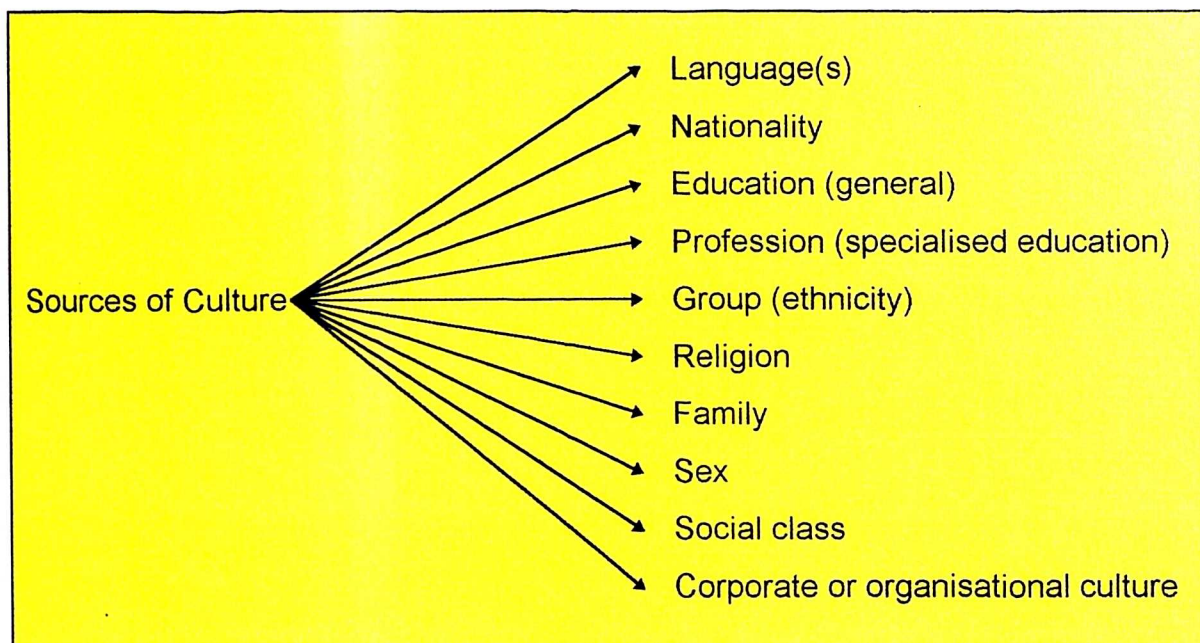 Language(s)
Nationality
Education (general)
Profession (specialised education)
Sources of Culture
Group (ethnicity)
Religion
Family
Sex
Social class
Corporate or organisational culture